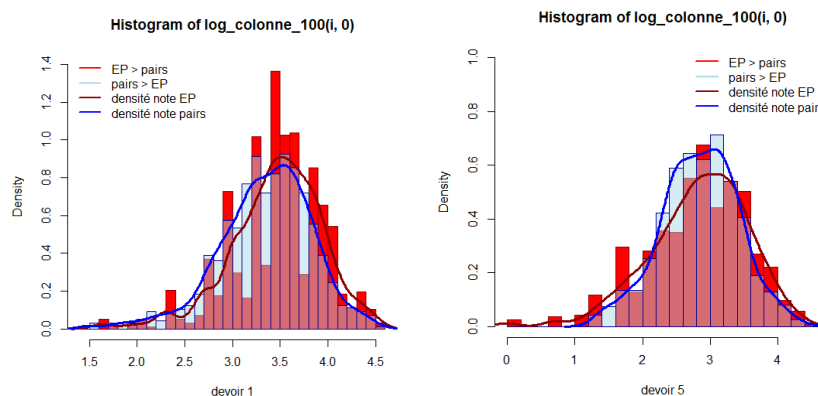 Histogram of log_colonne_100(i, 0)
Density
0.0 0.2 0.4 0.6 0.8 1.0 1.2 1.4
EP > pairs
pairs > EP
densité note EP
densité note pairs
1.5 2.0 2.5 3.0 3.5 4.0 4.5
devoir 1
Histogram of log_colonne_100(i, 0)
Density
0.0 0.2 0.4 0.6 0.8 1.0
EP > pairs
pairs > EP
densité note EP
densité note pair
0 1 2 3 4
devoir 5